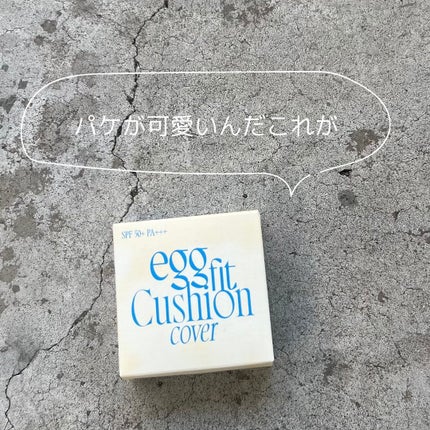 パケが可愛いんだこれが
SPF 50+ PA+++
egg
fit
Cushion
cover